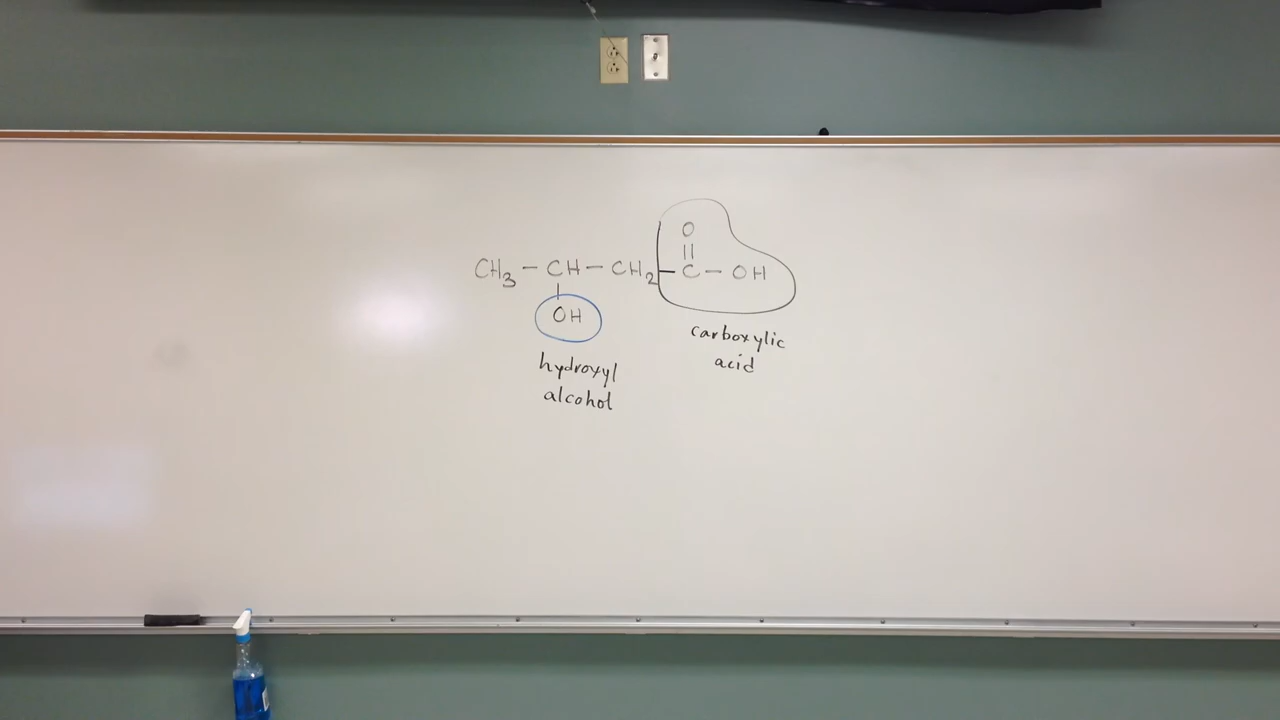 O
||
CH₃ – CH – CH₂ – C – OH
|
OH
carboxylic
acid
hydroxyl
alcohol